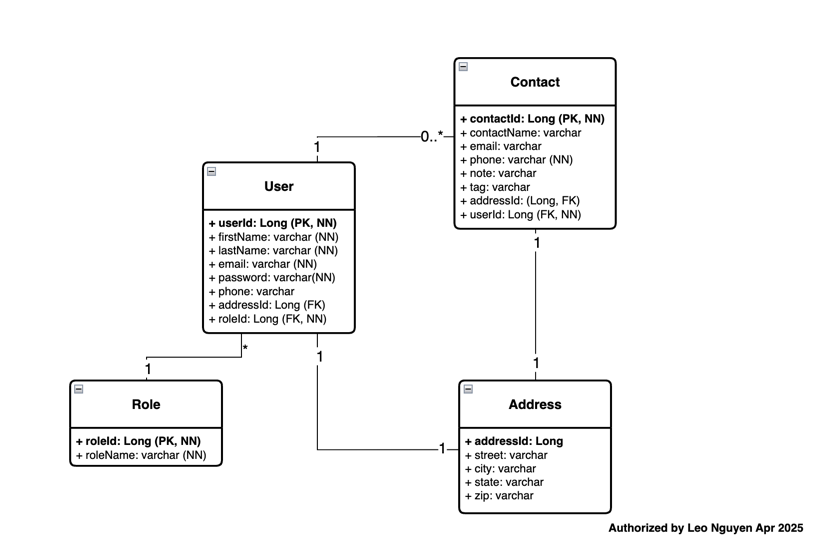 Contact
+ contactId: Long (PK, NN)
+ contactName: varchar
+ email: varchar
+ phone: varchar (NN)
+ note: varchar
+ tag: varchar
+ addressId: (Long, FK)
+ userId: Long (FK, NN)
0..*
1
User
+ userId: Long (PK, NN)
+ firstName: varchar (NN)
+ lastName: varchar (NN)
+ email: varchar (NN)
+ password: varchar(NN)
+ phone: varchar
+ addressId: Long (FK)
+ roleId: Long (FK, NN)
1
*
1
1
1
Role
+ roleId: Long (PK, NN)
+ roleName: varchar (NN)
1
Address
+ addressId: Long
+ street: varchar
+ city: varchar
+ state: varchar
+ zip: varchar
Authorized by Leo Nguyen Apr 2025